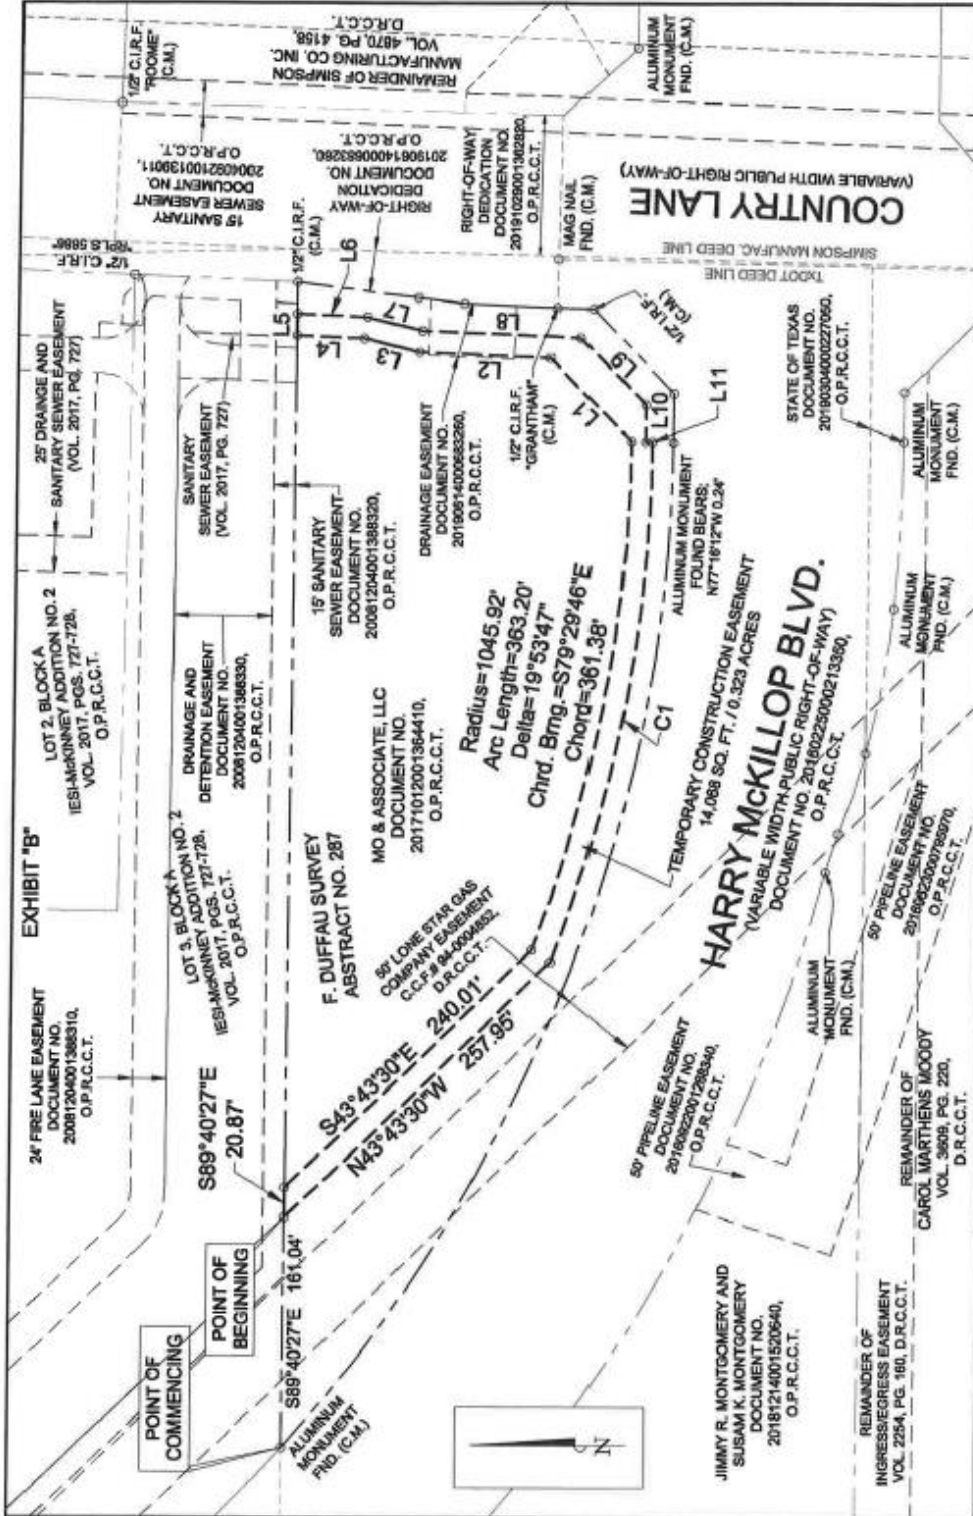 EXHIBIT "B"
24' FIRE LANE EASEMENT
DOCUMENT NO.
20081204001388310,
O.P.R.C.C.T.
LOT 2, BLOCK A
IESI-McKINNEY ADDITION NO. 2
VOL. 2017, PGS. 727-728,
O.P.R.C.C.T.
25' DRAINGE AND
SANITARY SEWER EASEMENT
(VOL. 2017, PG. 727)
1/2" C.I.R.F.
"RPLS 5686"
15' SANITARY
SEWER EASEMENT
DOCUMENT NO.
2004092100139011,
O.P.R.C.C.T.
1/2" C.I.R.F.
"ROOME"
(C.M.)
REMAINDER OF SIMPSON
MANUFACTURING CO. INC.
VOL. 4870, PG. 4158,
D.R.C.C.T.
LOT 3, BLOCK A
IESI-McKINNEY ADDITION NO. 2
VOL. 2017, PGS. 727-728,
O.P.R.C.C.T.
DRAINAGE AND
DETENTION EASEMENT
DOCUMENT NO.
20081204001388330,
O.P.R.C.C.T.
SANITARY
SEWER EASEMENT
(VOL. 2017, PG. 727)
1/2" C.I.R.F.
(C.M.)
RIGHT-OF-WAY
DEDICATION
DOCUMENT NO.
20190614000683260,
O.P.R.C.C.T.
S89°40'27"E
20.87'
POINT OF
BEGINNING
POINT OF
COMMENCING
S89°40'27"E 161.04'
ALUMINUM
MONUMENT
FND. (C.M.)
F. DUFFAU SURVEY
ABSTRACT NO. 287
15' SANITARY
SEWER EASEMENT
DOCUMENT NO.
20081204001388320,
O.P.R.C.C.T.
L5
L4
L6
L3
L7
L2
L8
L1
L9
L10
L11
MO & ASSOCIATE, LLC
DOCUMENT NO.
20171012001364410,
O.P.R.C.C.T.
DRAINAGE EASEMENT
DOCUMENT NO.
20190614000683260,
O.P.R.C.C.T.
RIGHT-OF-WAY
DEDICATION
DOCUMENT NO.
20191029001362820,
O.P.R.C.C.T.
50' LONE STAR GAS
COMPANY EASEMENT
C.C.F.# 94-0004852,
D.R.C.C.T.
S43°43'30"E 240.01'
N43°43'30"W 257.95'
Radius=1045.92'
Arc Length=363.20'
Delta=19°53'47"
Chrd. Brng.=S79°29'46"E
Chord=361.38'
1/2" C.I.R.F.
"GRANTHAM"
(C.M.)
MAG NAIL
FND. (C.M.)
1/2" I.R.F.
(C.M.)
ALUMINUM
MONUMENT
FND. (C.M.)
COUNTRY LANE
(VARIABLE WIDTH PUBLIC RIGHT-OF-WAY)
SIMPSON MANUFAC. DEED LINE
TxDOT DEED LINE
C1
ALUMINUM MONUMENT
FOUND BEARS:
N77°16'12"W 0.24'
TEMPORARY CONSTRUCTION EASEMENT
14,068 SQ. FT. / 0.323 ACRES
HARRY McKILLOP BLVD.
(VARIABLE WIDTH PUBLIC RIGHT-OF-WAY)
DOCUMENT NO. 20160225000213350,
O.P.R.C.C.T.
STATE OF TEXAS
DOCUMENT NO.
20190304000227050,
O.P.R.C.C.T.
50' PIPELINE EASEMENT
DOCUMENT NO.
20160922001268340,
O.P.R.C.C.T.
ALUMINUM
MONUMENT
FND. (C.M.)
50' PIPELINE EASEMENT
DOCUMENT NO.
O.P.R.C.C.T.
ALUMINUM
MONUMENT
FND. (C.M.)
ALUMINUM
MONUMENT
FND. (C.M.)
N
JIMMY R. MONTGOMERY AND
SUSAM K. MONTGOMERY
DOCUMENT NO.
20181214001520640,
O.P.R.C.C.T.
REMAINDER OF
CAROL MARTHENS MOODY
VOL. 3609, PG. 220,
D.R.C.C.T.
REMAINDER OF
INGRESS/EGRESS EASEMENT
VOL. 2254, PG. 160, D.R.C.C.T.